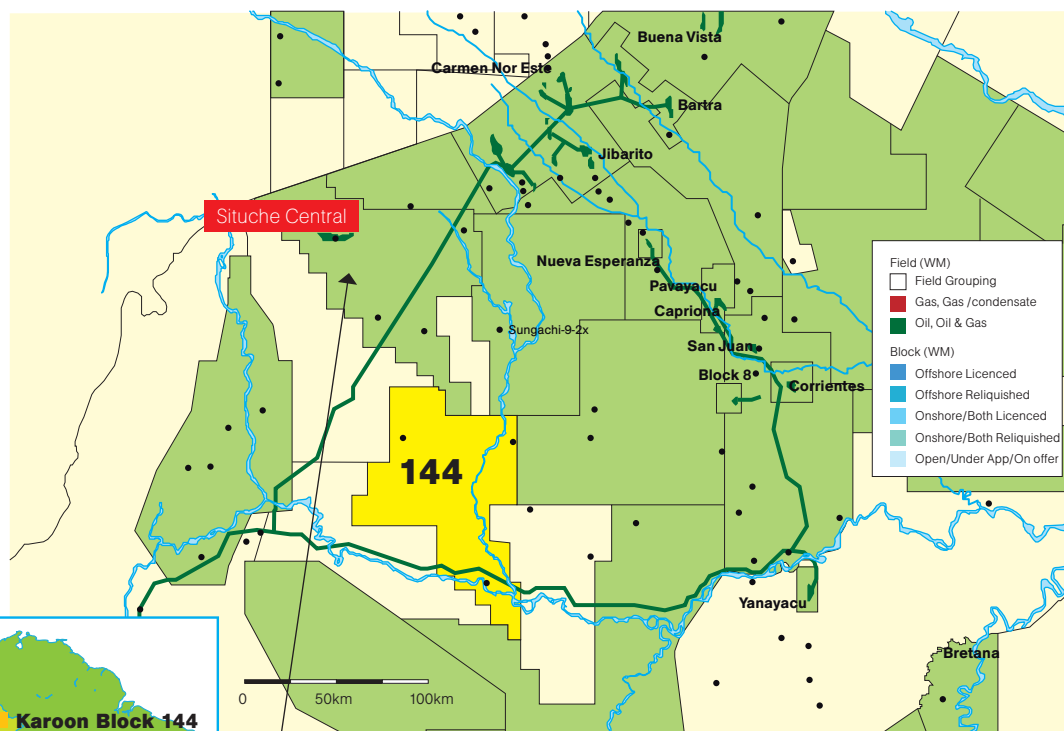 Buena Vista
Carmen Nor Este
Bartra
Jibarito
Situche Central
Nueva Esperanza
Pavayacu
Capriona
Sungachi-9-2x
San Juan
Block 8
Corrientes
144
Yanayacu
Bretana
Field (WM)
Field Grouping
Gas, Gas /condensate
Oil, Oil & Gas
Block (WM)
Offshore Licenced
Offshore Reliquished
Onshore/Both Licenced
Onshore/Both Reliquished
Open/Under App/On offer
0 50km 100km
Karoon Block 144